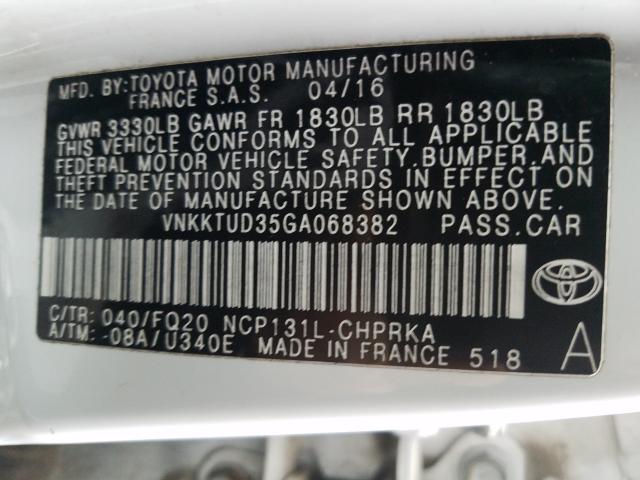 MFD. BY:TOYOTA MOTOR MANUFACTURING
FRANCE S.A.S. 04/16
GVWR 3330LB GAWR FR 1830LB RR 1830LB
THIS VEHICLE CONFORMS TO ALL APPLICABLE
FEDERAL MOTOR VEHICLE SAFETY,BUMPER,AND
THEFT PREVENTION STANDARDS IN EFFECT ON
THE DATE OF MANUFACTURE SHOWN ABOVE.
VNKKTUD35GA068382 PASS.CAR
C/TR: 040/FQ20 NCP131L-CHPRKA
A/TM: -08A/U340E MADE IN FRANCE 518
TOYOTA
A